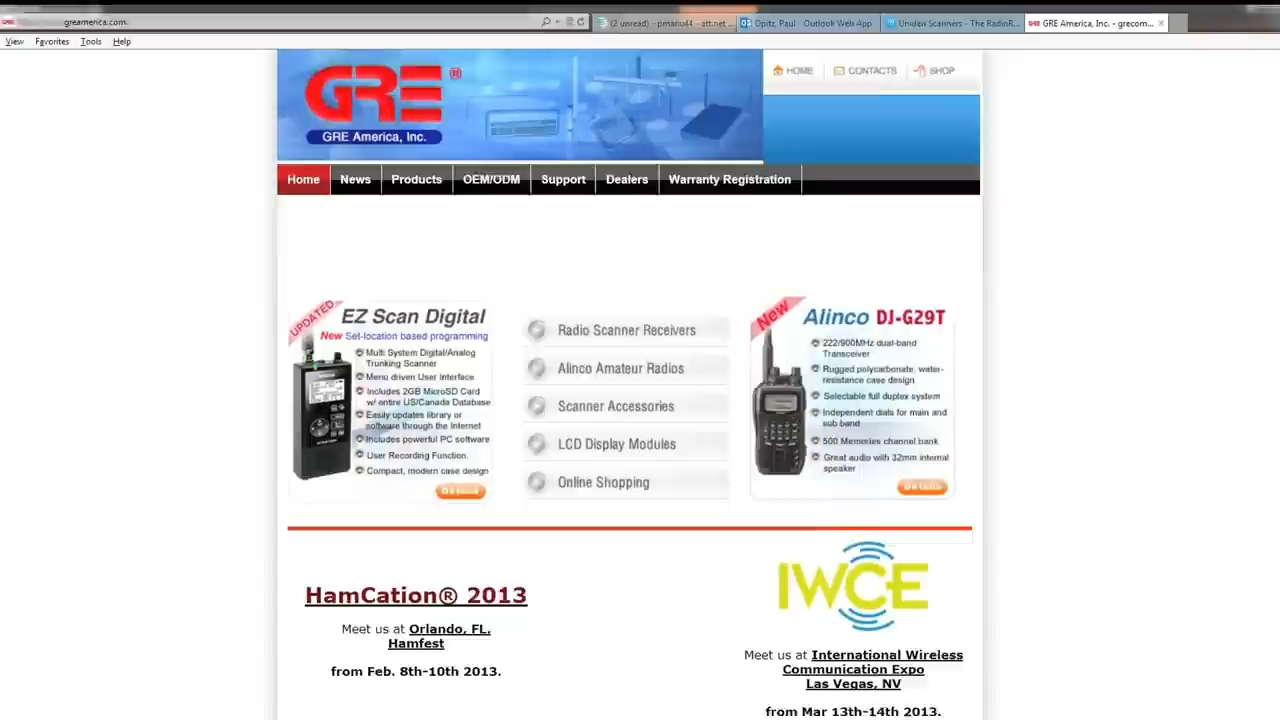 greamerica.com
(2 unread) - pmanu44 - att.net ...
Opitz, Paul - Outlook Web App
Uniden Scanners - The RadioR...
GRE America, Inc. - grecom...
View Favorites Tools Help
GRE®
GRE America, Inc.
HOME
CONTACTS
SHOP
Home
News
Products
OEM/ODM
Support
Dealers
Warranty Registration
UPDATED
EZ Scan Digital
New Set-location based programming
Multi System Digital/Analog
Trunking Scanner
Menu driven User Interface
Includes 2GB MicroSD Card
w/ entire US/Canada Database
Easily updates library or
software through the Internet
Includes powerful PC software
User Recording Function.
Compact, modern case design
Details
Radio Scanner Receivers
Alinco Amateur Radios
Scanner Accessories
LCD Display Modules
Online Shopping
New
Alinco DJ-G29T
222/900MHz dual-band
Transceiver
Rugged polycarbonate, water-
resistance case design
Selectable full duplex system
Independent dials for main and
sub band
500 Memories channel bank
Great audio with 32mm internal
speaker
Details
HamCation® 2013
Meet us at Orlando, FL.
Hamfest
from Feb. 8th-10th 2013.
IWCE
Meet us at International Wireless
Communication Expo
Las Vegas, NV
from Mar 13th-14th 2013.